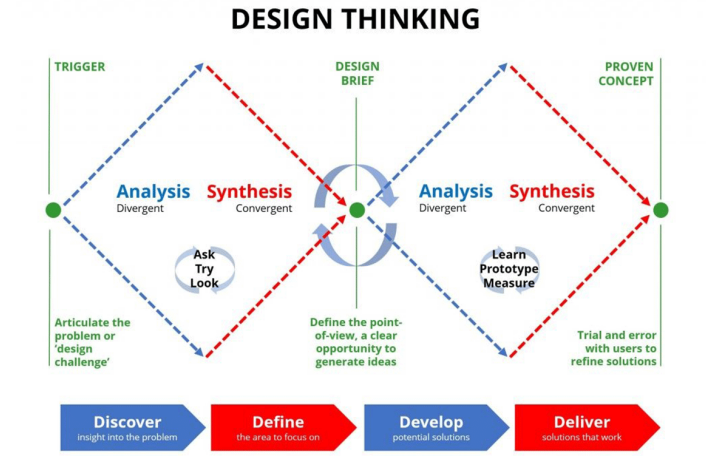 DESIGN THINKING
TRIGGER
DESIGN
BRIEF
PROVEN
CONCEPT
Analysis
Divergent
Synthesis
Convergent
Analysis
Divergent
Synthesis
Convergent
Ask
Try
Look
Learn
Prototype
Measure
Articulate the
problem or
‘design
challenge’
Define the point-
of-view, a clear
opportunity to
generate ideas
Trial and error
with users to
refine solutions
Discover
insight into the problem
Define
the area to focus on
Develop
potential solutions
Deliver
solutions that work